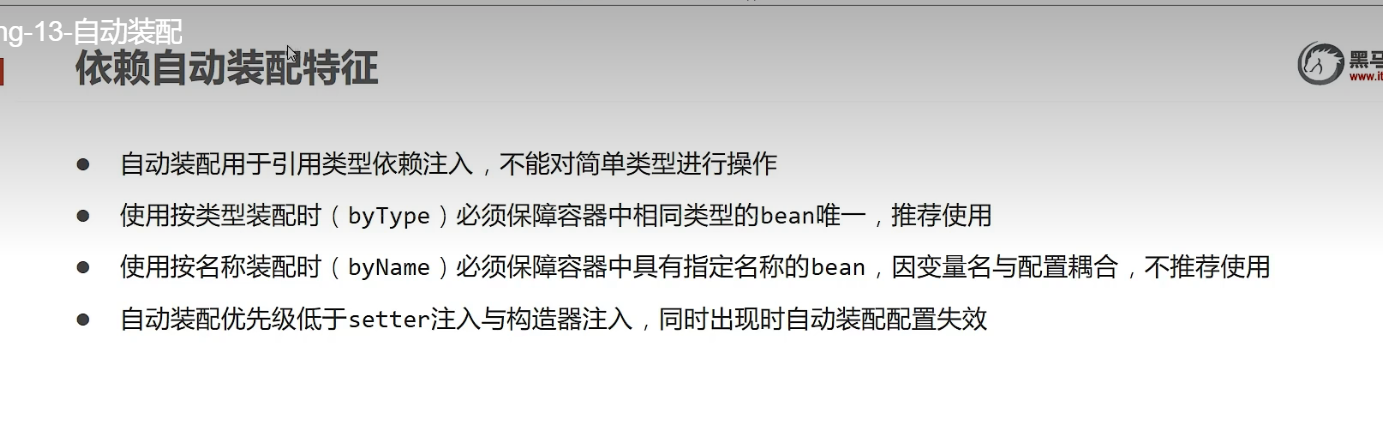 ng-13-自动装配
依赖自动装配特征
黑马
www.it
● 自动装配用于引用类型依赖注入，不能对简单类型进行操作
● 使用按类型装配时（byType）必须保障容器中相同类型的bean唯一，推荐使用
● 使用按名称装配时（byName）必须保障容器中具有指定名称的bean，因变量名与配置耦合，不推荐使用
● 自动装配优先级低于setter注入与构造器注入，同时出现时自动装配配置失效